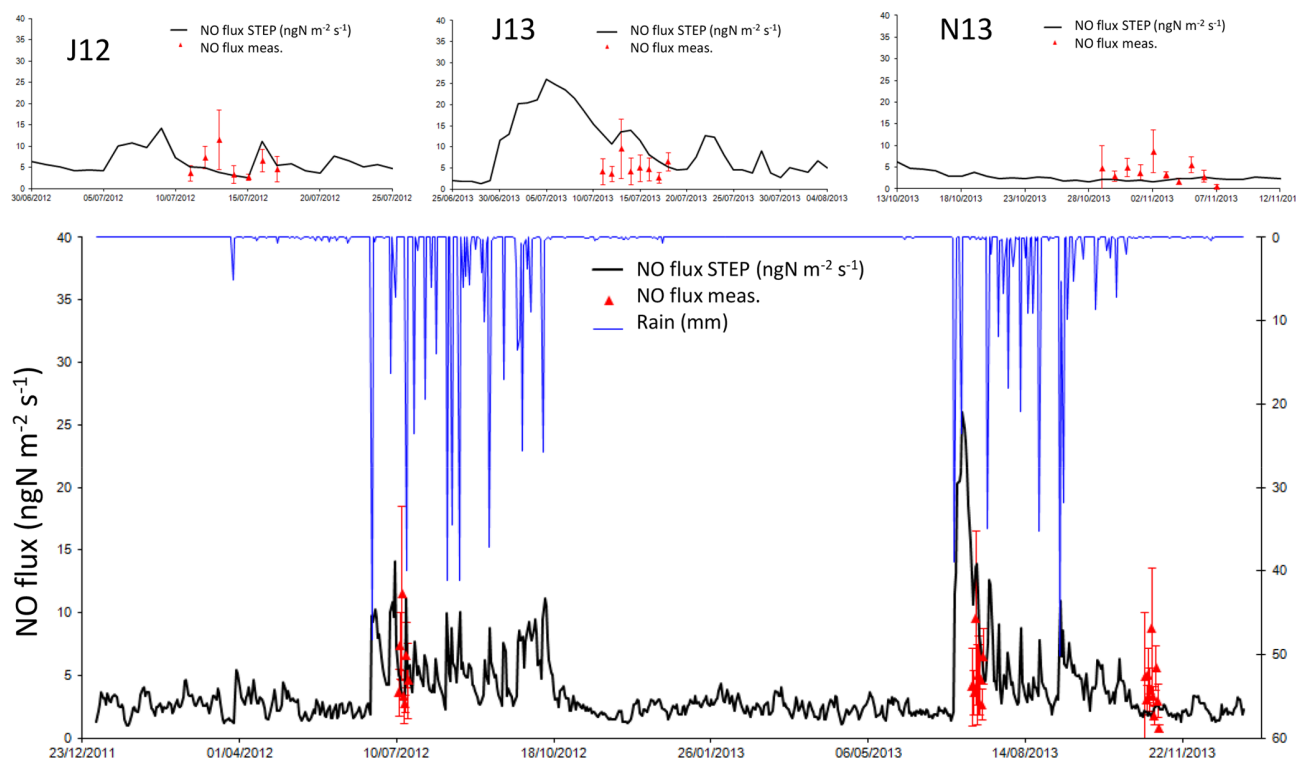 J12
NO flux STEP (ngN m⁻² s⁻¹)
NO flux meas.
40
35
30
25
20
15
10
5
0
30/06/2012 05/07/2012 10/07/2012 15/07/2012 20/07/2012 25/07/2012
J13
NO flux STEP (ngN m⁻² s⁻¹)
NO flux meas.
40
35
30
25
20
15
10
5
0
25/06/2013 30/06/2013 05/07/2013 10/07/2013 15/07/2013 20/07/2013 25/07/2013 30/07/2013 04/08/2013
N13
NO flux STEP (ngN m⁻² s⁻¹)
NO flux meas.
40
35
30
25
20
15
10
5
0
13/10/2013 18/10/2013 23/10/2013 28/10/2013 02/11/2013 07/11/2013 12/11/2013
NO flux (ngN m⁻² s⁻¹)
40
35
30
25
20
15
10
5
0
NO flux STEP (ngN m⁻² s⁻¹)
NO flux meas.
Rain (mm)
0
10
20
30
40
50
60
23/12/2011 01/04/2012 10/07/2012 18/10/2012 26/01/2013 06/05/2013 14/08/2013 22/11/2013